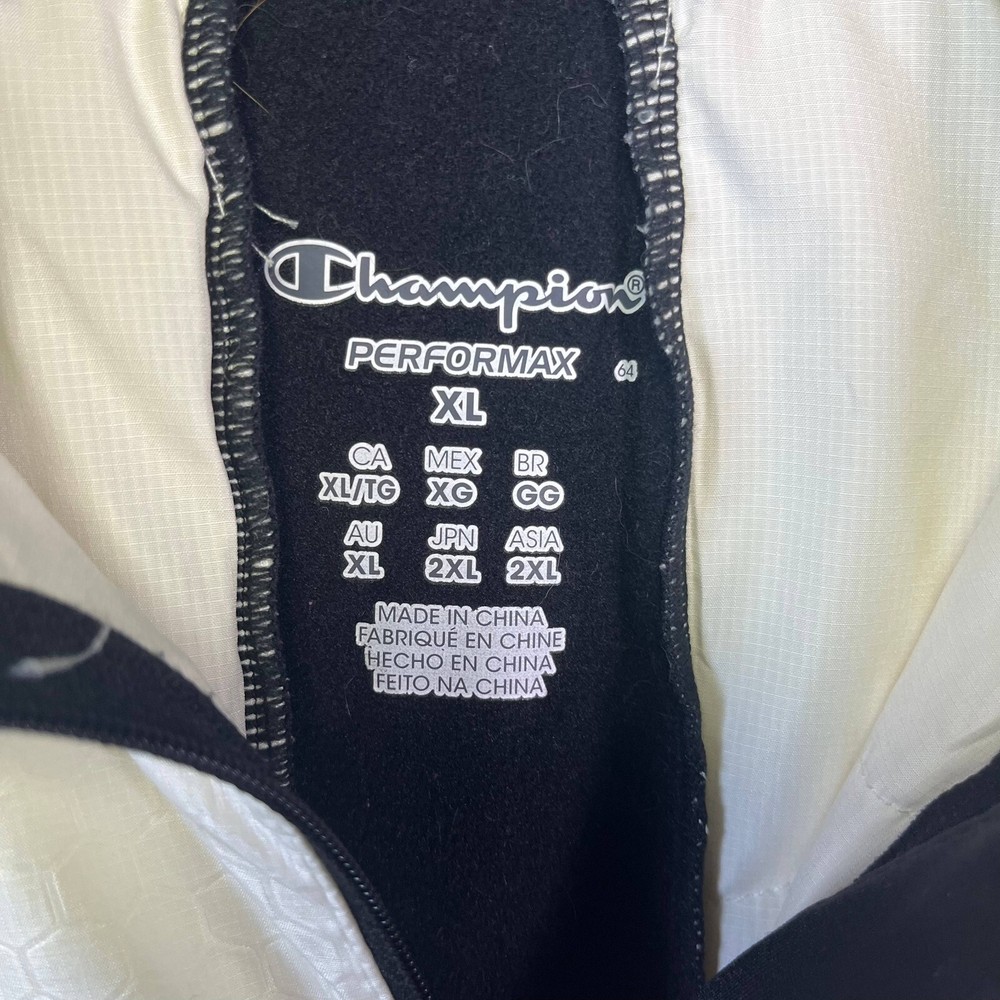 Champion®
PERFORMAX 64
XL
CA MEX BR
XL/TG XG GG
AU JPN ASIA
XL 2XL 2XL
MADE IN CHINA
FABRIQUÉ EN CHINE
HECHO EN CHINA
FEITO NA CHINA